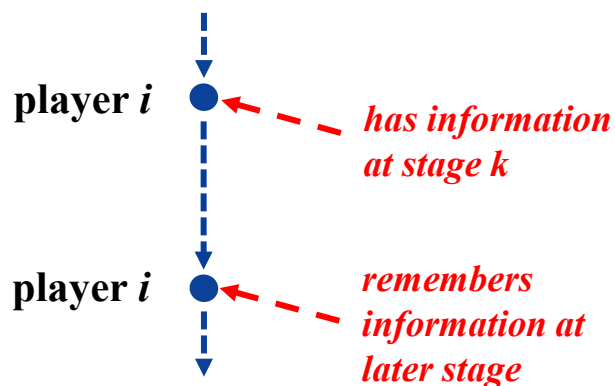 player i
has information
at stage k
player i
remembers
information at
later stage